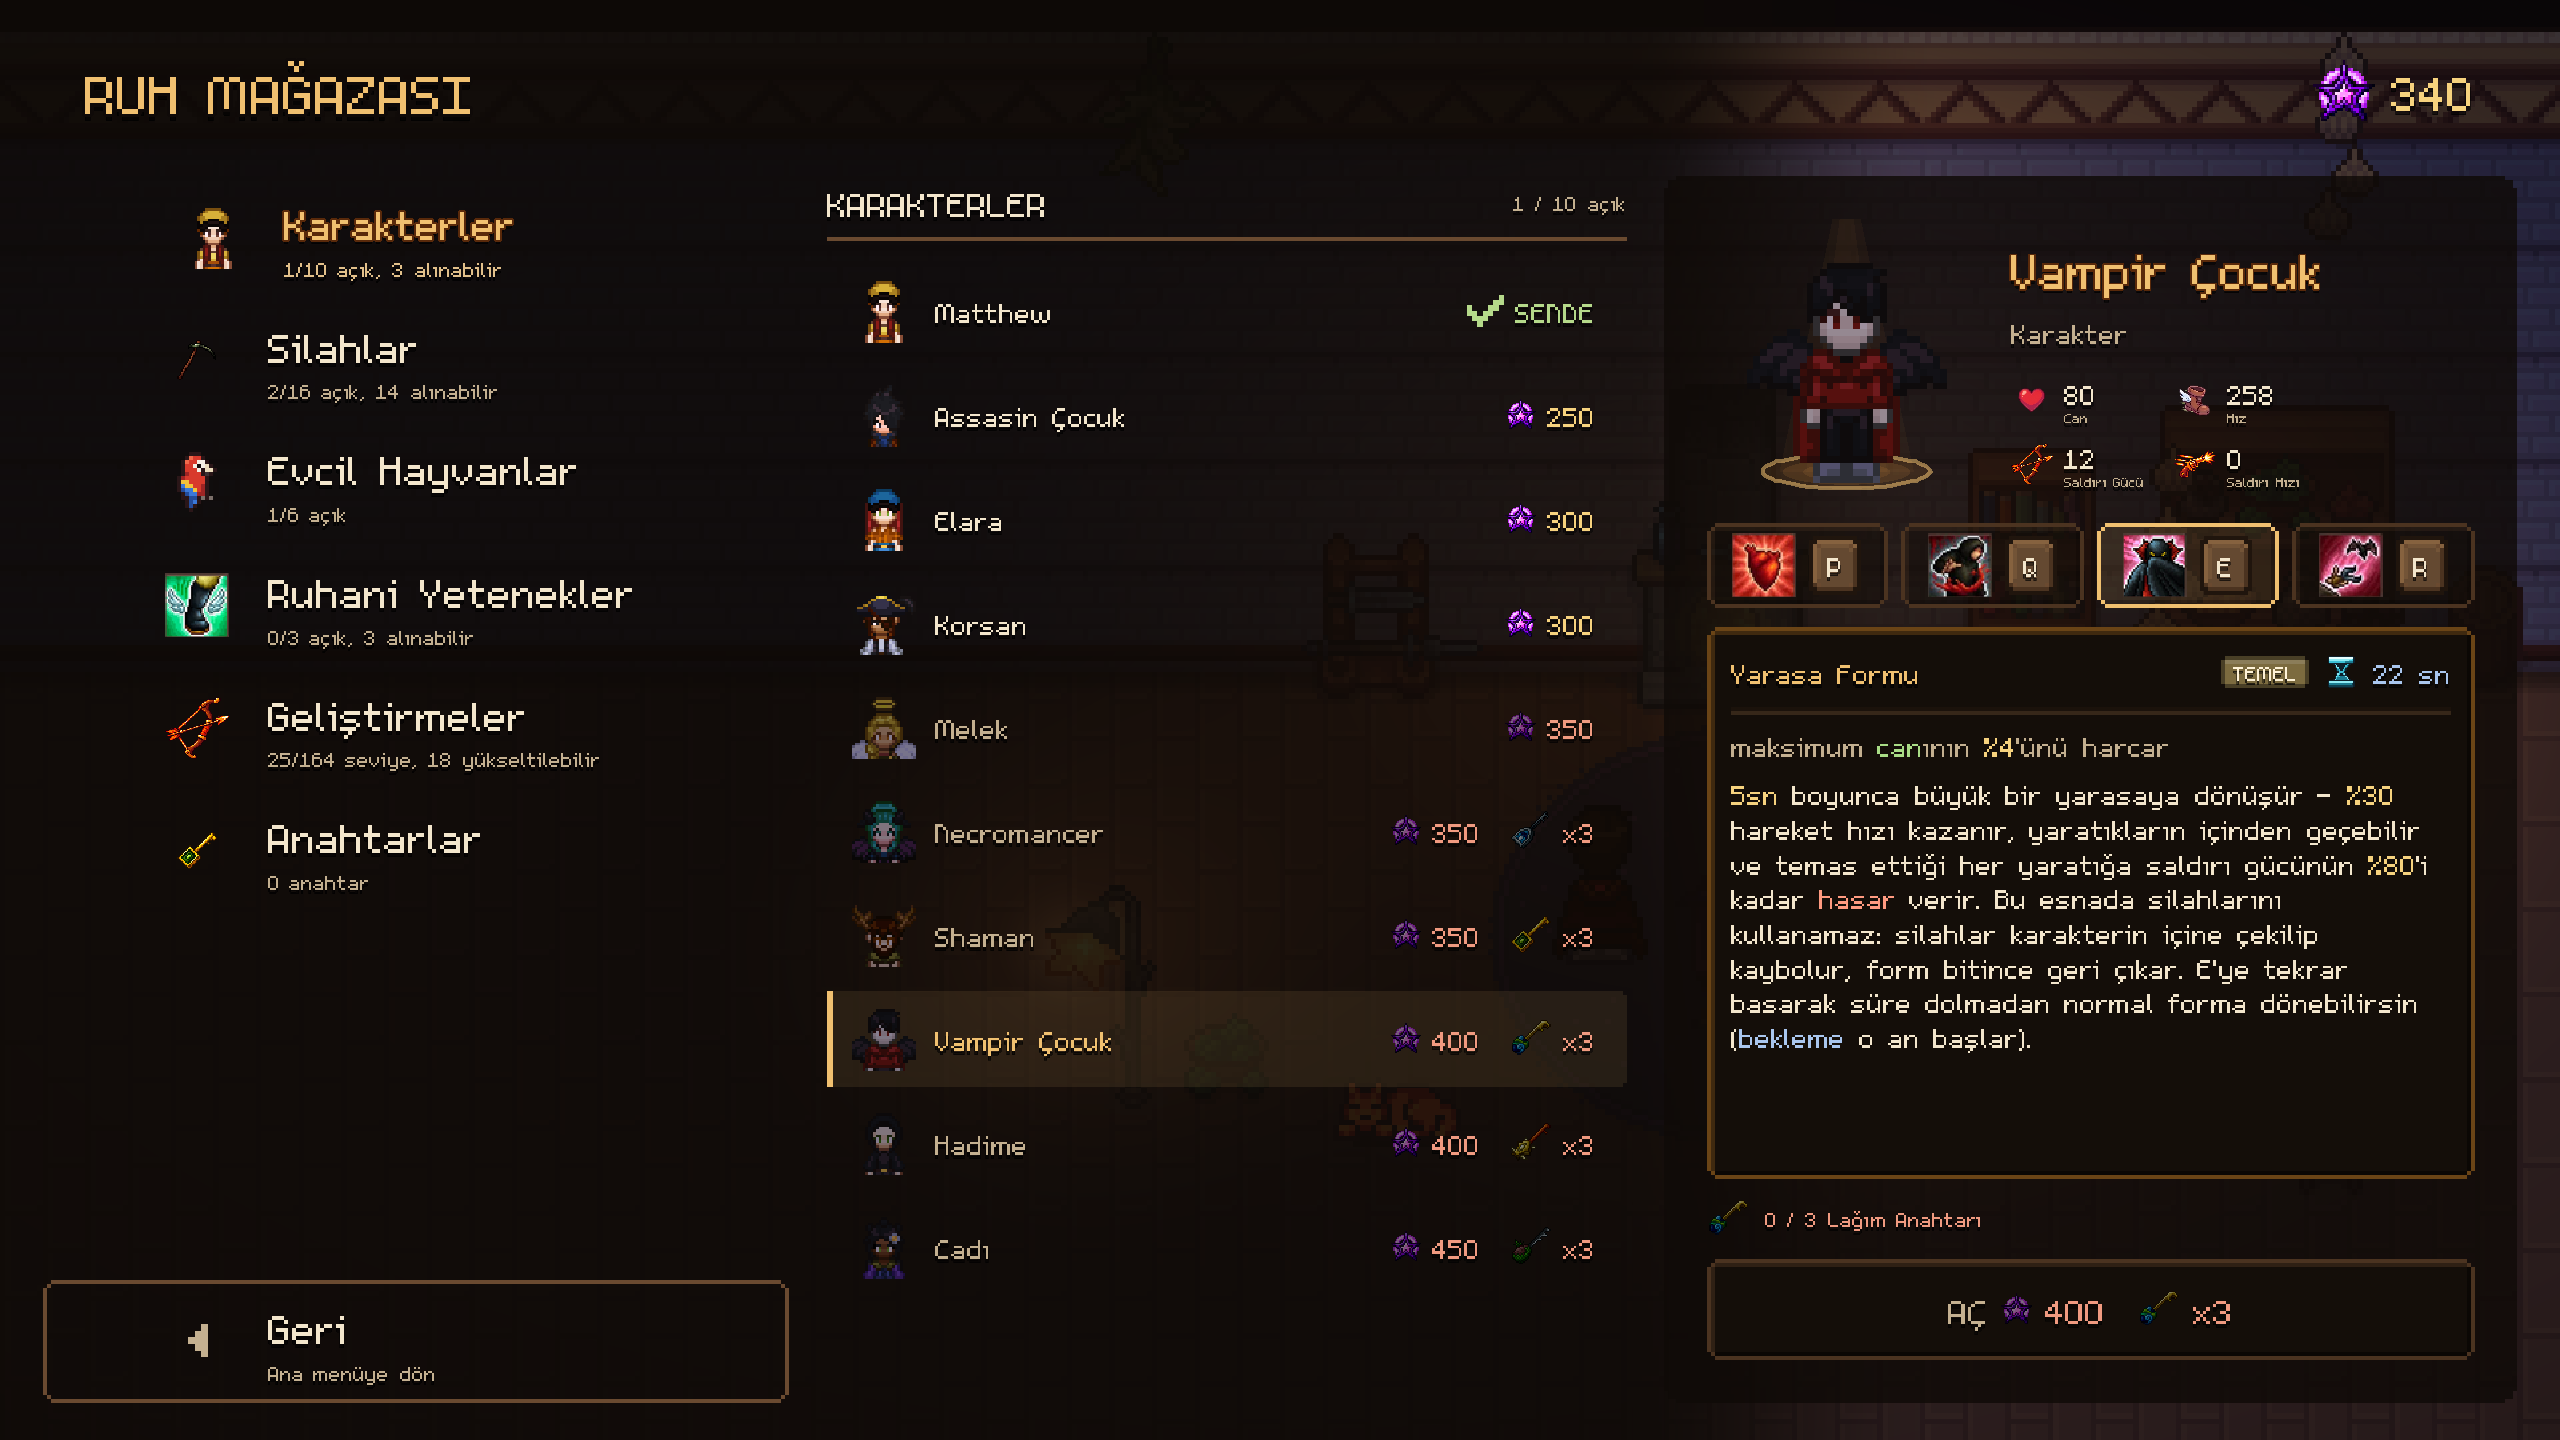 RUH MAĞAZASI
340
Karakterler
1/10 açık, 3 alınabilir
Silahlar
2/16 açık, 14 alınabilir
Evcil Hayvanlar
1/6 açık
Ruhani Yetenekler
0/3 açık, 3 alınabilir
Geliştirmeler
25/164 seviye, 18 yükseltilebilir
Anahtarlar
0 anahtar
Geri
Ana menüye dön
KARAKTERLER
1 / 10 açık
Matthew SENDE
Assasin Çocuk 250
Elara 300
Korsan 300
Melek 350
Necromancer 350 x3
Shaman 350 x3
Vampir Çocuk 400 x3
Hadime 400 x3
Cadı 450 x3
Vampir Çocuk
Karakter
80 Can
258 Hız
12 Saldırı Gücü
0 Saldırı Hızı
P Q E R
Yarasa Formu TEMEL 22 sn
maksimum canının %4'ünü harcar
5sn boyunca büyük bir yarasaya dönüşür - %30
hareket hızı kazanır, yaratıkların içinden geçebilir
ve temas ettiği her yaratığa saldırı gücünün %80'i
kadar hasar verir. Bu esnada silahlarını
kullanamaz: silahlar karakterin içine çekilip
kaybolur, form bitince geri çıkar. E'ye tekrar
basarak süre dolmadan normal forma dönebilirsin
(bekleme o an başlar).
0 / 3 Lağım Anahtarı
AÇ 400 x3